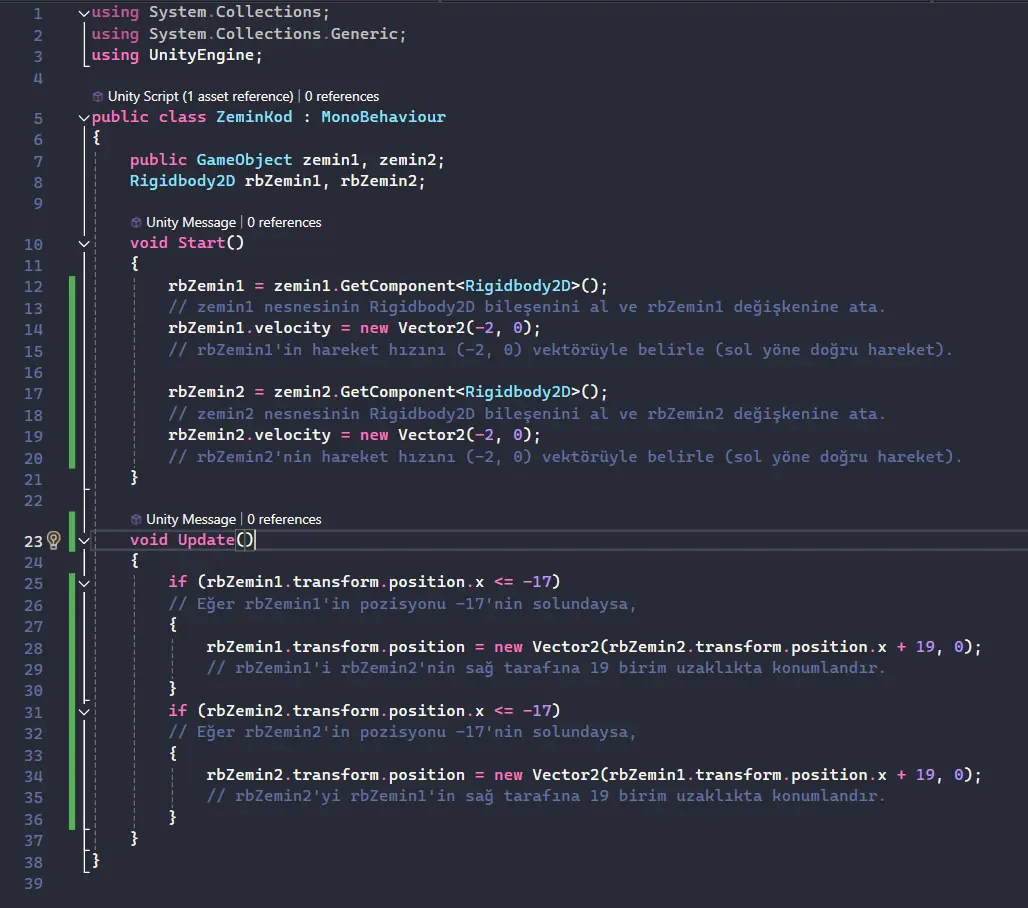 1 using System.Collections;
2 using System.Collections.Generic;
3 using UnityEngine;
4
Unity Script (1 asset reference) | 0 references
5 public class ZeminKod : MonoBehaviour
6 {
7 public GameObject zemin1, zemin2;
8 Rigidbody2D rbZemin1, rbZemin2;
9
Unity Message | 0 references
10 void Start()
11 {
12 rbZemin1 = zemin1.GetComponent<Rigidbody2D>();
13 // zemin1 nesnesinin Rigidbody2D bileşenini al ve rbZemin1 değişkenine ata.
14 rbZemin1.velocity = new Vector2(-2, 0);
15 // rbZemin1'in hareket hızını (-2, 0) vektörüyle belirle (sol yöne doğru hareket).
16
17 rbZemin2 = zemin2.GetComponent<Rigidbody2D>();
18 // zemin2 nesnesinin Rigidbody2D bileşenini al ve rbZemin2 değişkenine ata.
19 rbZemin2.velocity = new Vector2(-2, 0);
20 // rbZemin2'nin hareket hızını (-2, 0) vektörüyle belirle (sol yöne doğru hareket).
21 }
22
Unity Message | 0 references
23 void Update()
24 {
25 if (rbZemin1.transform.position.x <= -17)
26 // Eğer rbZemin1'in pozisyonu -17'nin solundaysa,
27 {
28 rbZemin1.transform.position = new Vector2(rbZemin2.transform.position.x + 19, 0);
29 // rbZemin1'i rbZemin2'nin sağ tarafına 19 birim uzaklıkta konumlandır.
30 }
31 if (rbZemin2.transform.position.x <= -17)
32 // Eğer rbZemin2'in pozisyonu -17'nin solundaysa,
33 {
34 rbZemin2.transform.position = new Vector2(rbZemin1.transform.position.x + 19, 0);
35 // rbZemin2'yi rbZemin1'in sağ tarafına 19 birim uzaklıkta konumlandır.
36 }
37 }
38 }
39